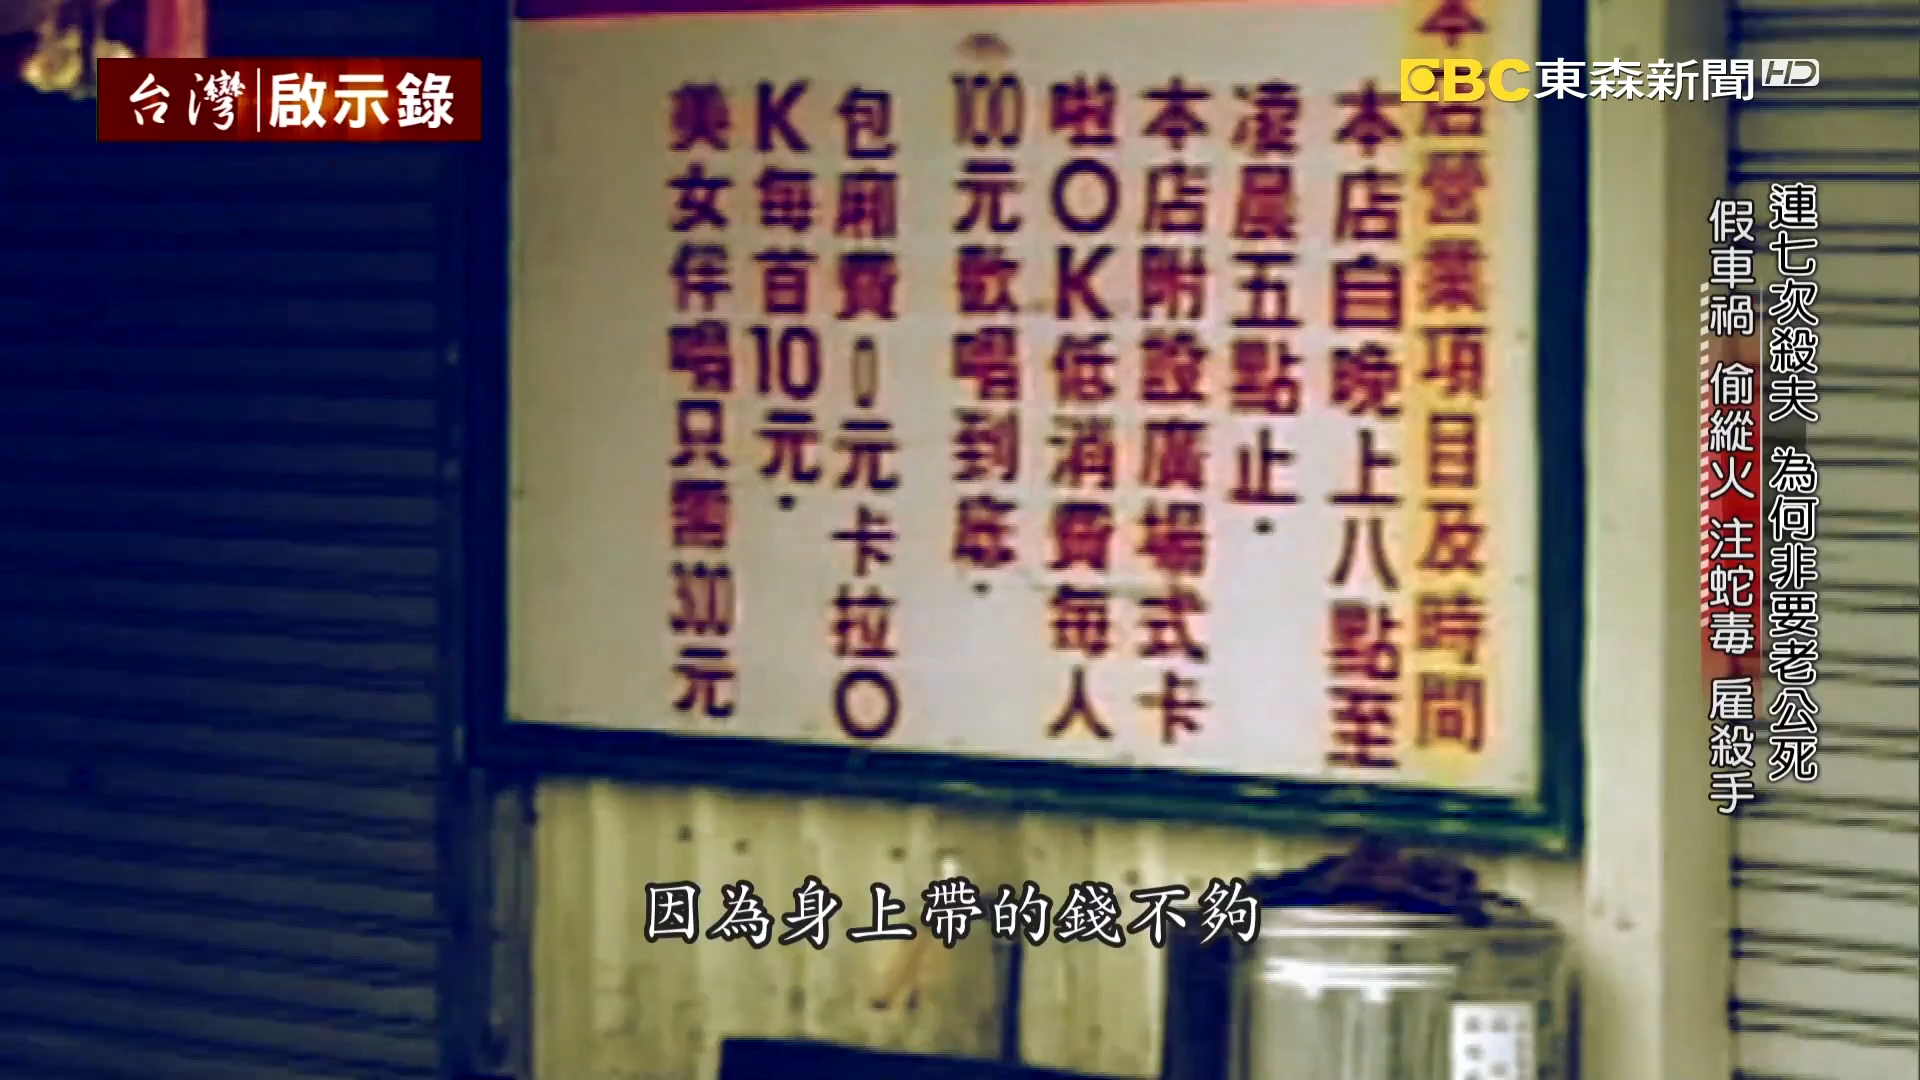 台灣|啟示錄
EBC東森新聞HD
連七次殺夫 為何非要老公死
假車禍 偷縱火 注蛇毒 雇殺手
本店營業項目及時間
本店自晚上八點至
凌晨五點止.
本店附設廣場式卡
啦OK低消費每人
100元歡唱到底.
包廂費0元卡拉O
K每首10元.
美女伴唱只需300元
因為身上帶的錢不夠